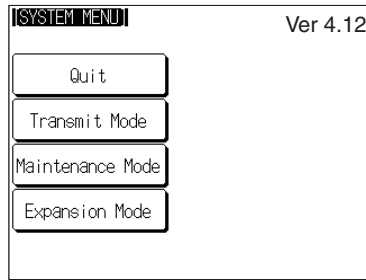 [SYSTEM MENU]
Ver 4.12
Quit
Transmit Mode
Maintenance Mode
Expansion Mode